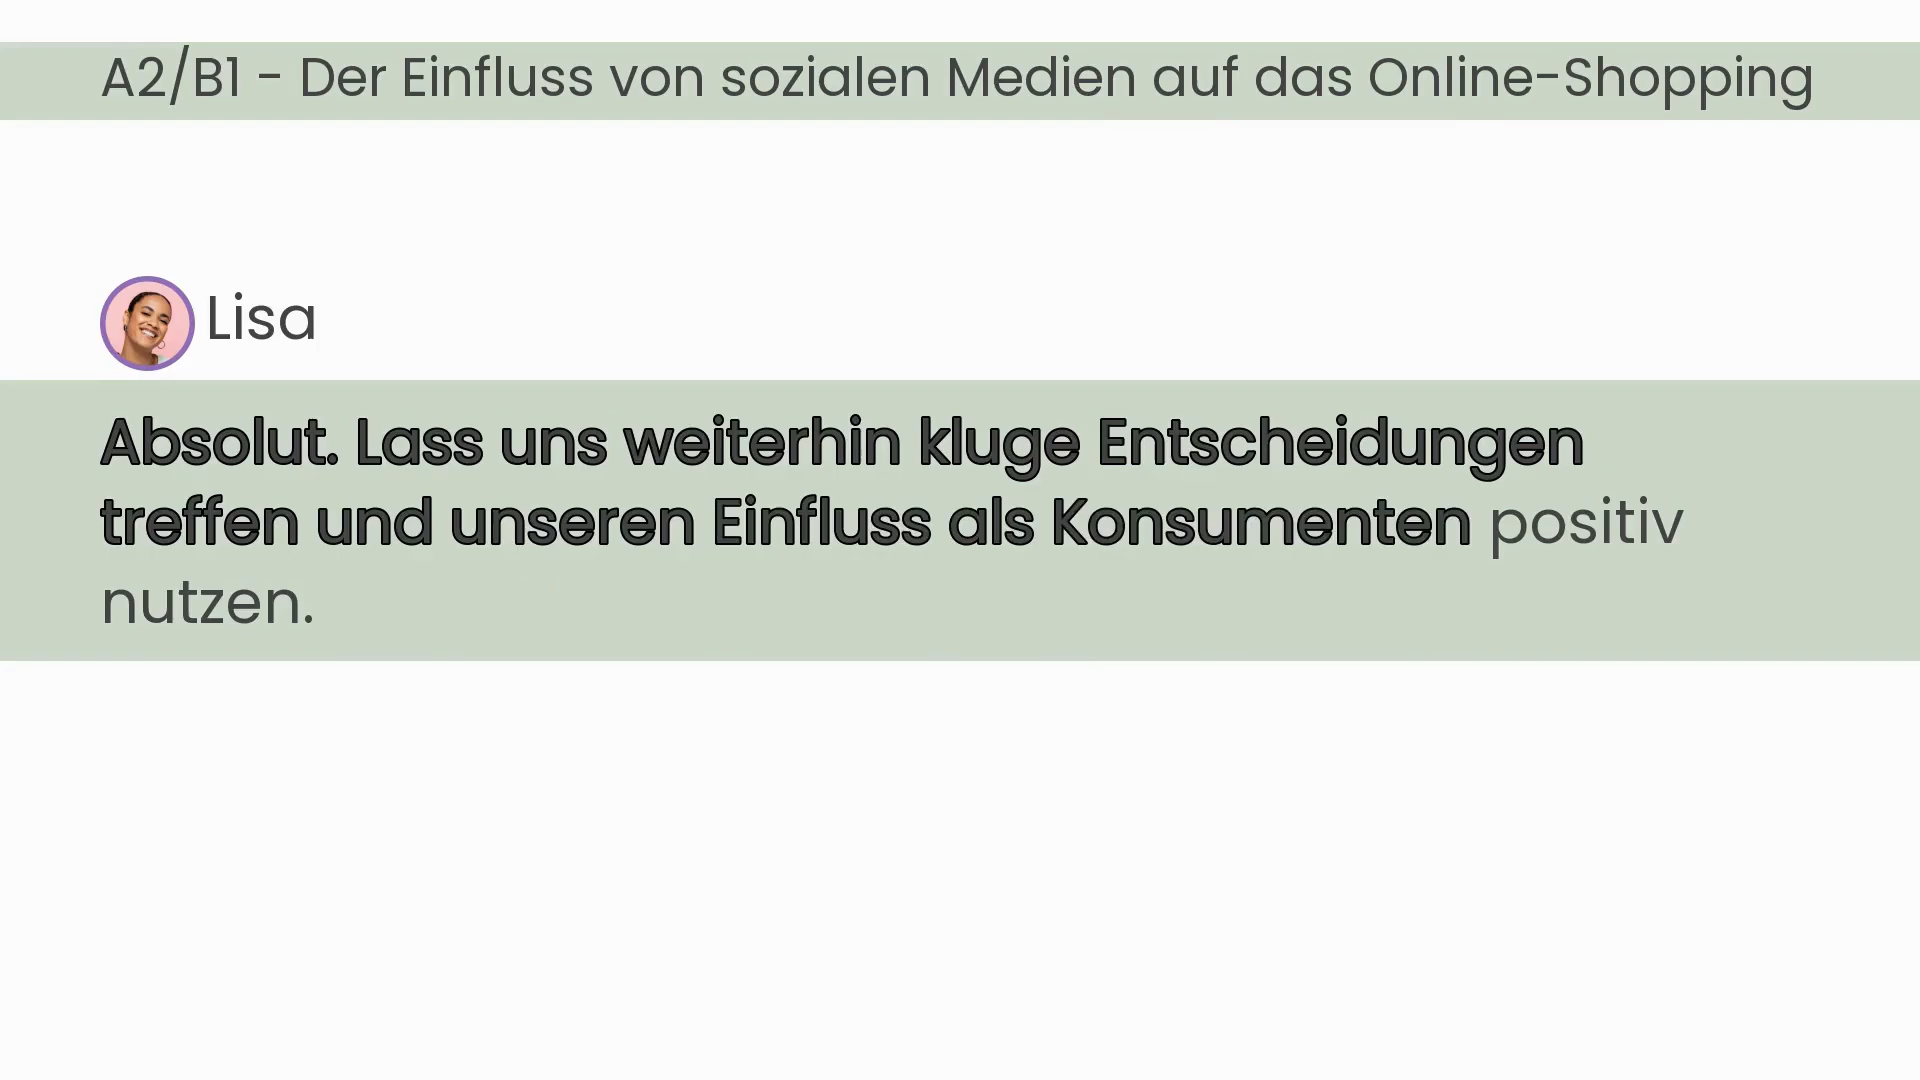 A2/B1 - Der Einfluss von sozialen Medien auf das Online-Shopping
Lisa
Absolut. Lass uns weiterhin kluge Entscheidungen
treffen und unseren Einfluss als Konsumenten positiv
nutzen.